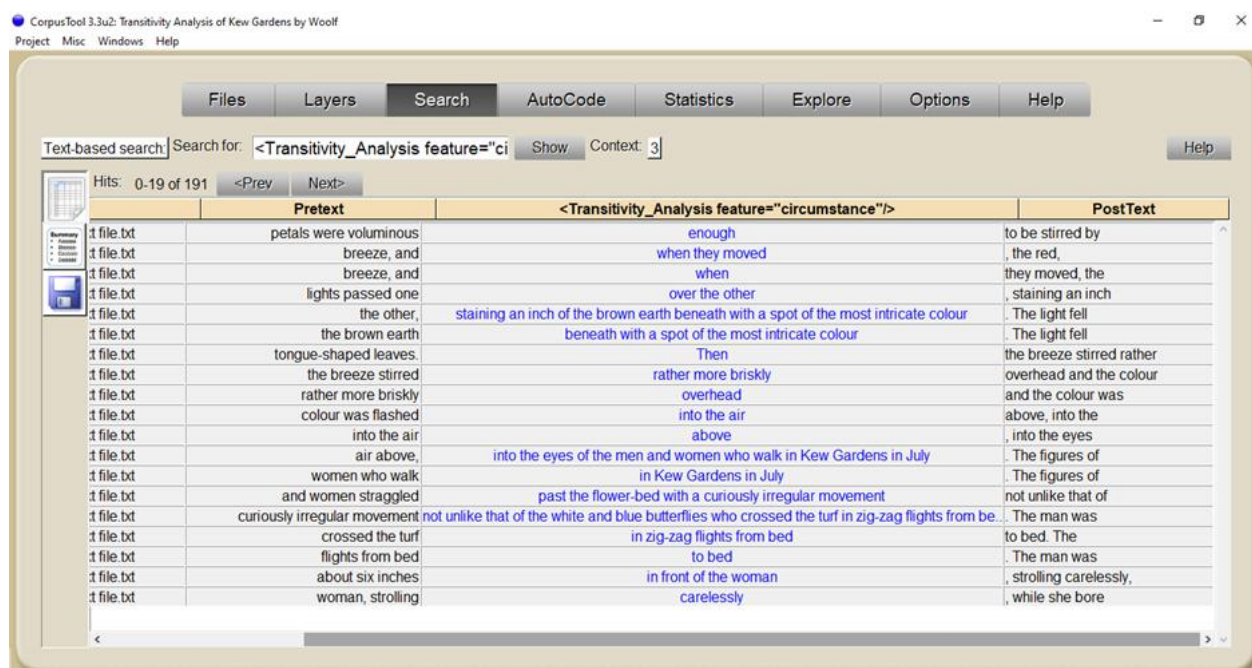 CorpusTool 3.3u2: Transitivity Analysis of Kew Gardens by Woolf
Project Misc Windows Help
Files Layers Search AutoCode Statistics Explore Options Help
Text-based search: Search for: <Transitivity_Analysis feature="ci Show Context: 3 Help
Hits: 0-19 of 191 <Prev Next>
Pretext <Transitivity_Analysis feature="circumstance"/> PostText
Summary
:t file.txt petals were voluminous enough to be stirred by
:t file.txt breeze, and when they moved , the red,
:t file.txt breeze, and when they moved, the
:t file.txt lights passed one over the other , staining an inch
:t file.txt the other, staining an inch of the brown earth beneath with a spot of the most intricate colour . The light fell
:t file.txt the brown earth beneath with a spot of the most intricate colour . The light fell
:t file.txt tongue-shaped leaves. Then the breeze stirred rather
:t file.txt the breeze stirred rather more briskly overhead and the colour
:t file.txt rather more briskly overhead and the colour was
:t file.txt colour was flashed into the air above, into the
:t file.txt into the air above , into the eyes
:t file.txt air above, into the eyes of the men and women who walk in Kew Gardens in July . The figures of
:t file.txt women who walk in Kew Gardens in July . The figures of
:t file.txt and women straggled past the flower-bed with a curiously irregular movement not unlike that of
:t file.txt curiously irregular movement not unlike that of the white and blue butterflies who crossed the turf in zig-zag flights from be... . The man was
:t file.txt crossed the turf in zig-zag flights from bed to bed. The
:t file.txt flights from bed to bed . The man was
:t file.txt about six inches in front of the woman , strolling carelessly,
:t file.txt woman, strolling carelessly , while she bore